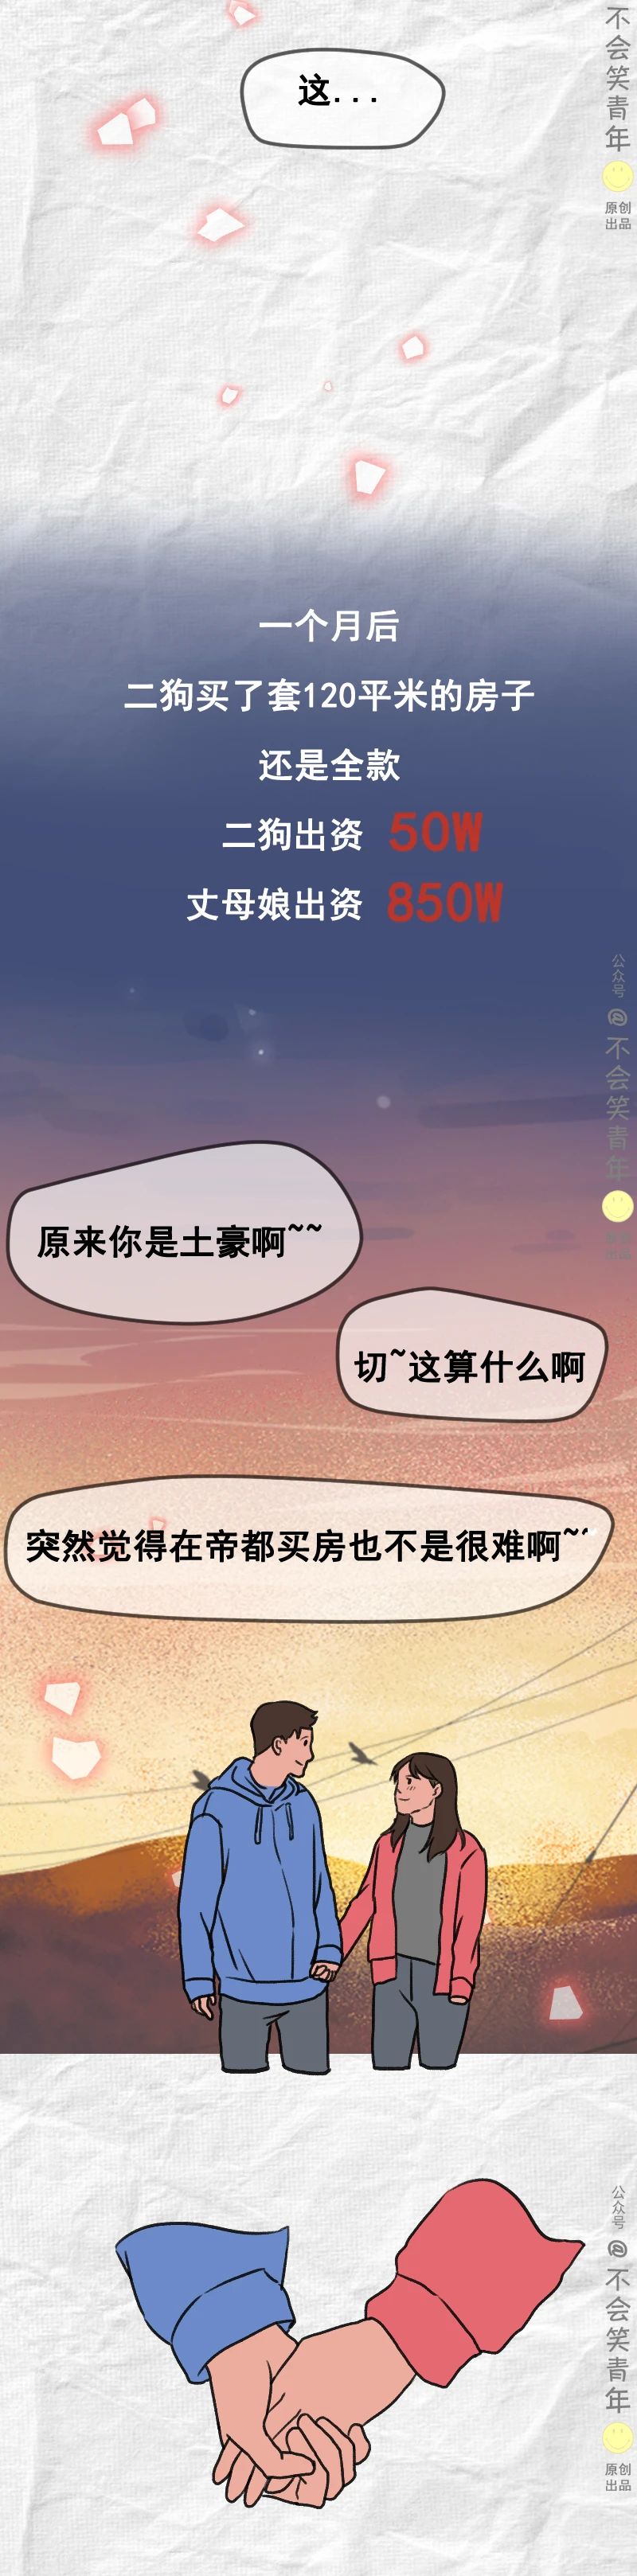 不会笑青年
原创
出品
这...
一个月后
二狗买了套120平米的房子
还是全款
二狗出资 50W
丈母娘出资 850W
公众号@不会笑青年
原来你是土豪啊~~
切~这算什么啊
突然觉得在帝都买房也不是很难啊~
公众号@不会笑青年
原创
出品